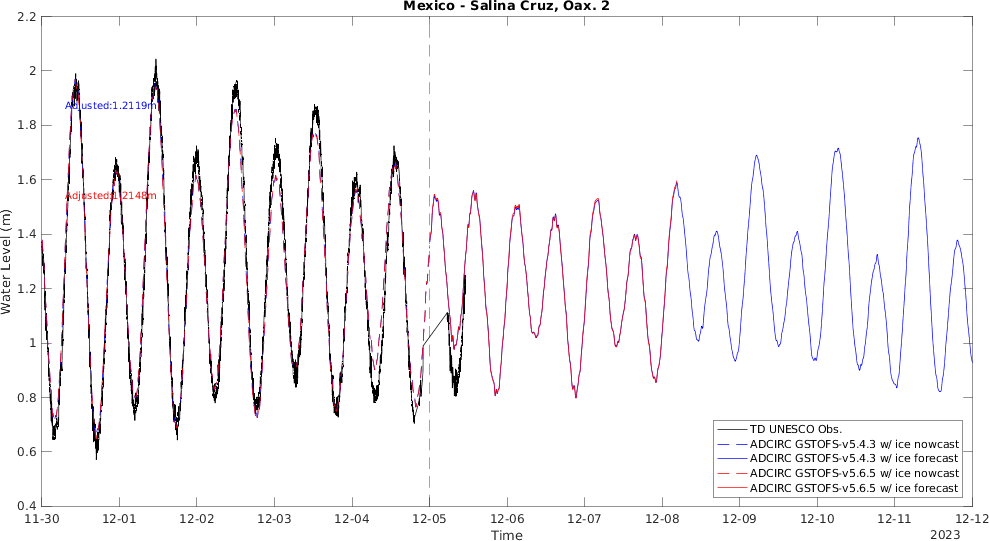 Mexico - Salina Cruz, Oax. 2
2.2
2
1.8
1.6
1.4
1.2
1
0.8
0.6
0.4
Water Level (m)
Adjusted:1.2119m
Adjusted:1.2148m
TD UNESCO Obs.
ADCIRC GSTOFS-v5.4.3 w/ ice nowcast
ADCIRC GSTOFS-v5.4.3 w/ ice forecast
ADCIRC GSTOFS-v5.6.5 w/ ice nowcast
ADCIRC GSTOFS-v5.6.5 w/ ice forecast
11-30 12-01 12-02 12-03 12-04 12-05 12-06 12-07 12-08 12-09 12-10 12-11 12-12
Time
2023